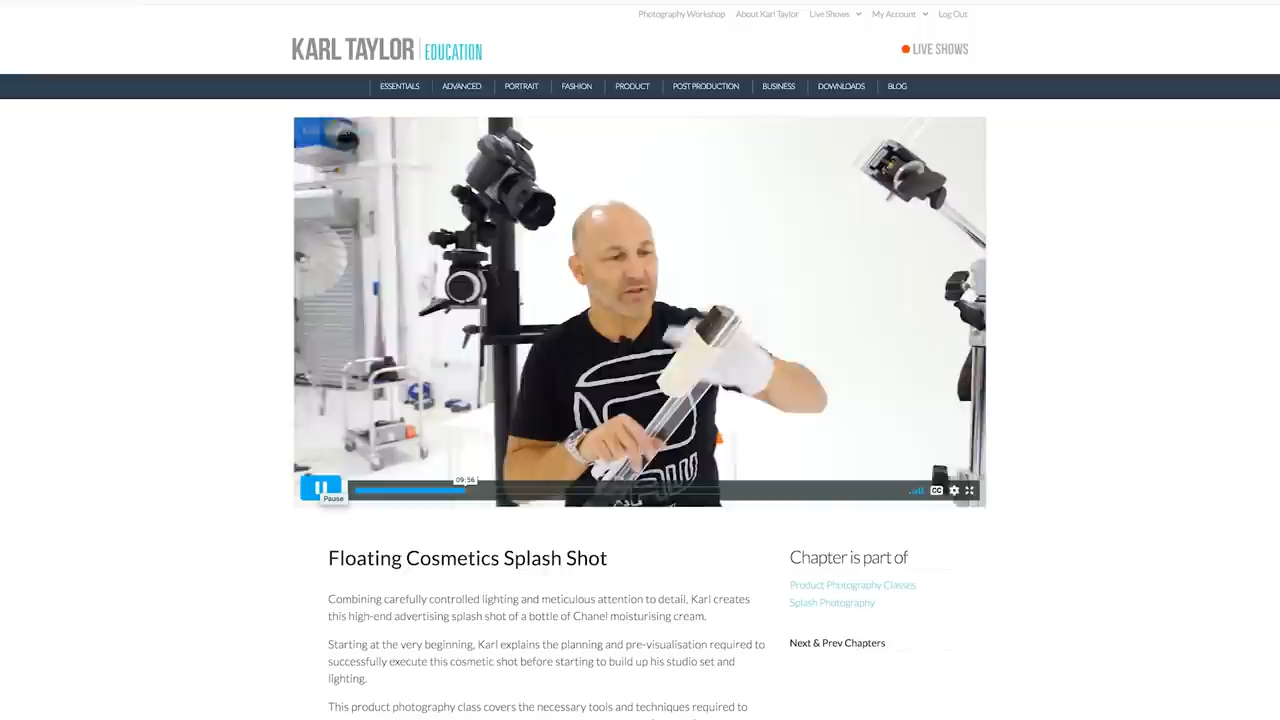 Photography Workshop About Karl Taylor Live Shows My Account Log Out
KARL TAYLOR EDUCATION
LIVE SHOWS
ESSENTIALS ADVANCED PORTRAIT FASHION PRODUCT POST PRODUCTION BUSINESS DOWNLOADS BLOG
RAW
09:56
CC
Pause
Floating Cosmetics Splash Shot
Combining carefully controlled lighting and meticulous attention to detail, Karl creates
this high-end advertising splash shot of a bottle of Chanel moisturising cream.
Starting at the very beginning, Karl explains the planning and pre-visualisation required to
successfully execute this cosmetic shot before starting to build up his studio set and
lighting.
This product photography class covers the necessary tools and techniques required to
Chapter is part of
Product Photography Classes
Splash Photography
Next & Prev Chapters